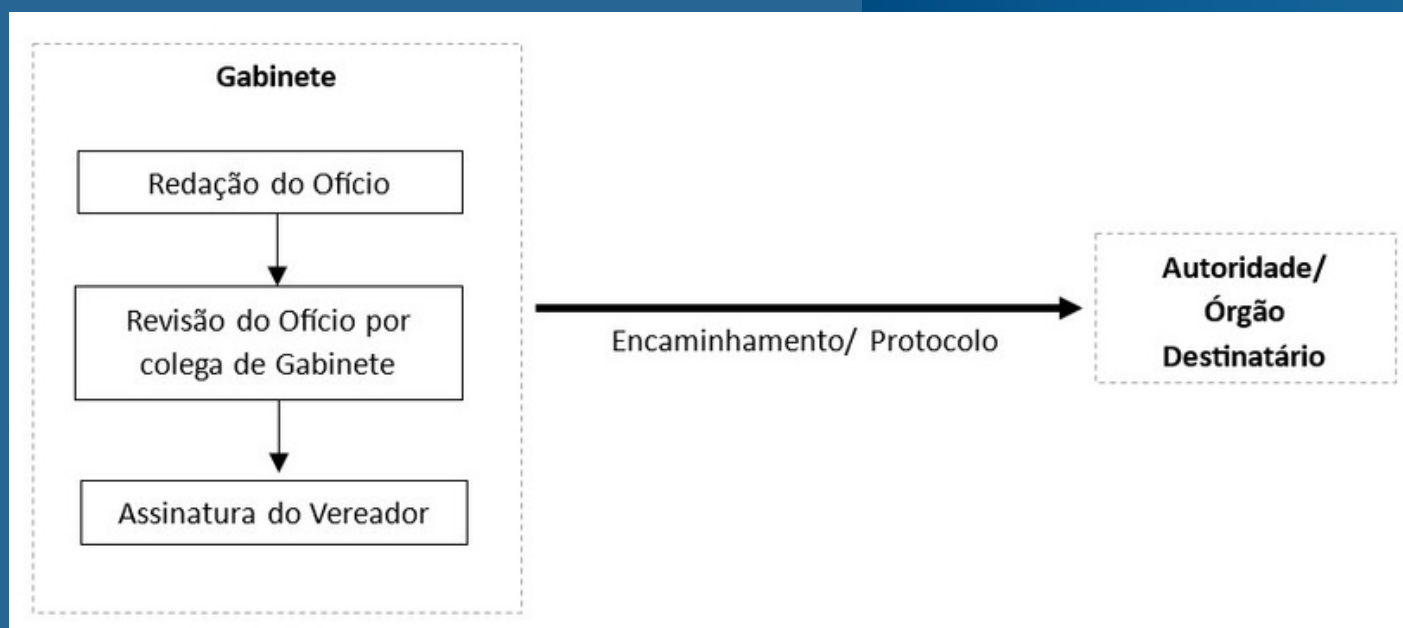 Gabinete
Redação do Ofício
Revisão do Ofício por
colega de Gabinete
Assinatura do Vereador
Encaminhamento/ Protocolo
Autoridade/
Órgão
Destinatário